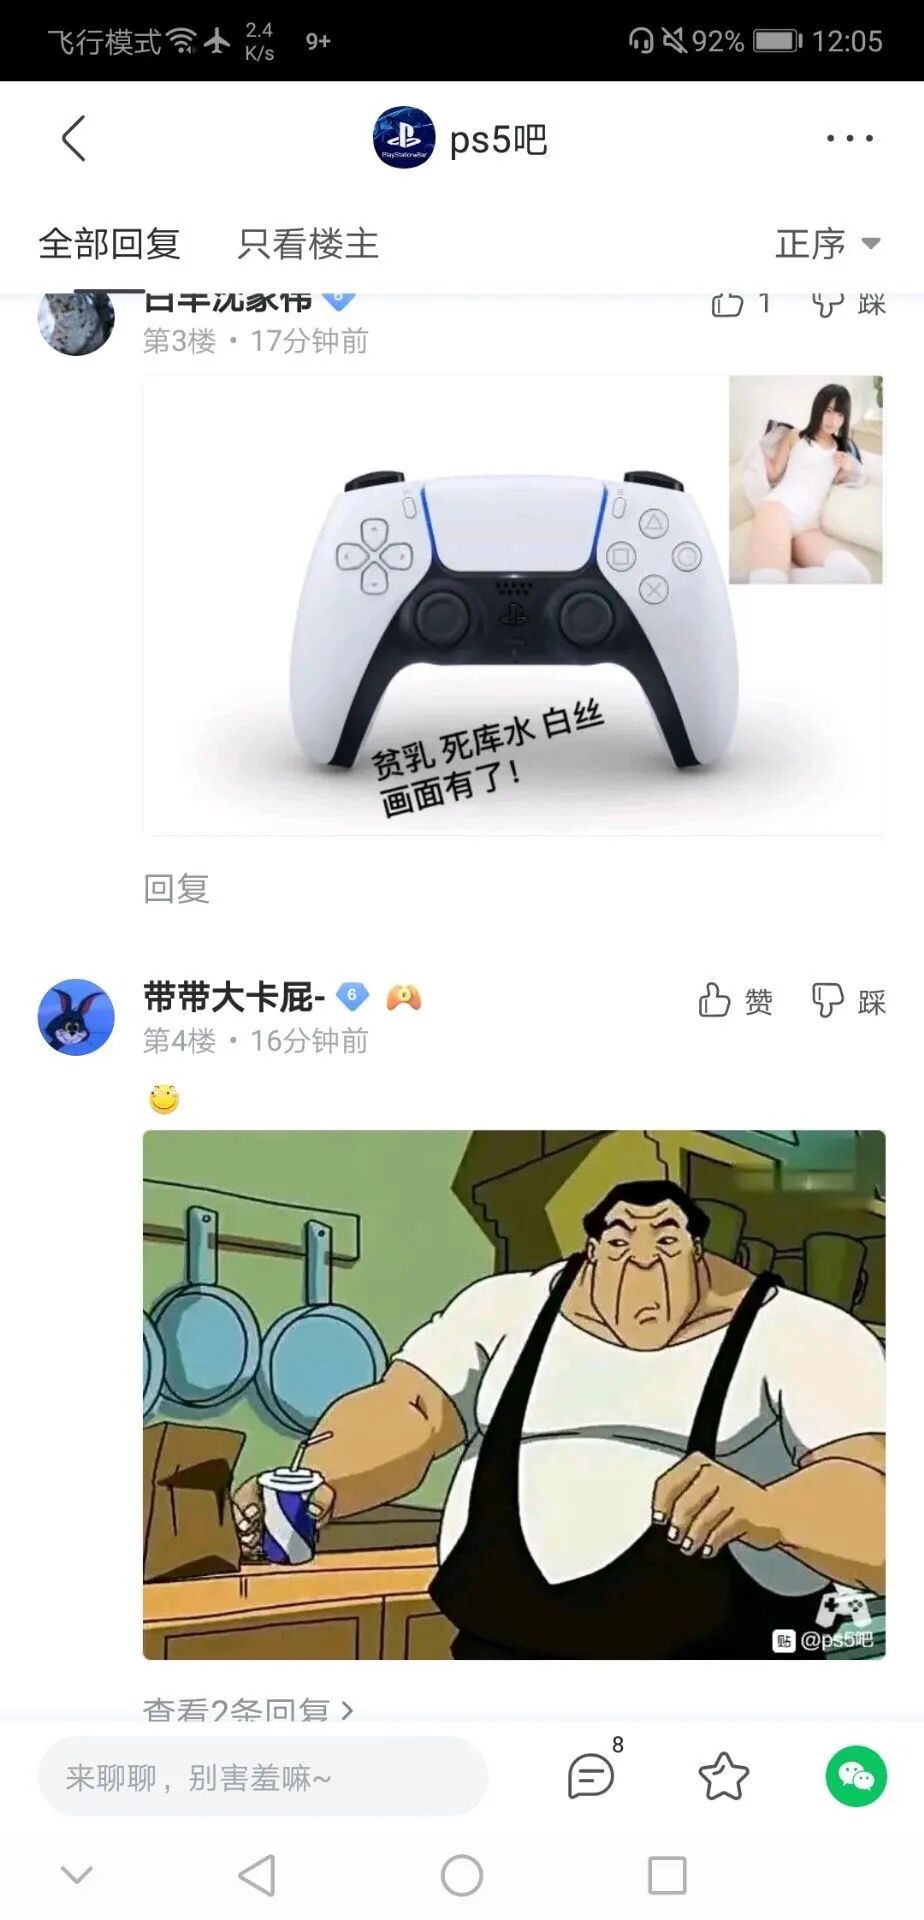 飞行模式 2.4 K/s 9+ 92% 12:05
PlayStation●Bar
ps5吧
全部回复 只看楼主 正序
6 1 踩
第3楼 • 17分钟前
贫乳 死库水 白丝
画面有了！
回复
带带大卡屁- 6 赞 踩
第4楼 • 16分钟前
贴 @ps5吧
查看2条回复 >
来聊聊，别害羞嘛~ 8